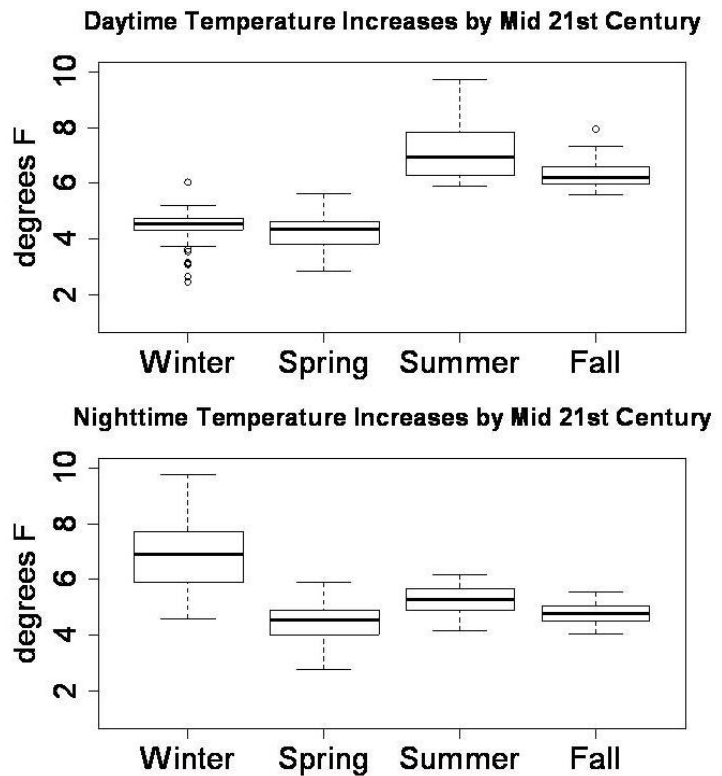 Daytime Temperature Increases by Mid 21st Century
degrees F
10
8
6
4
2
Winter Spring Summer Fall
Nighttime Temperature Increases by Mid 21st Century
degrees F
10
8
6
4
2
Winter Spring Summer Fall